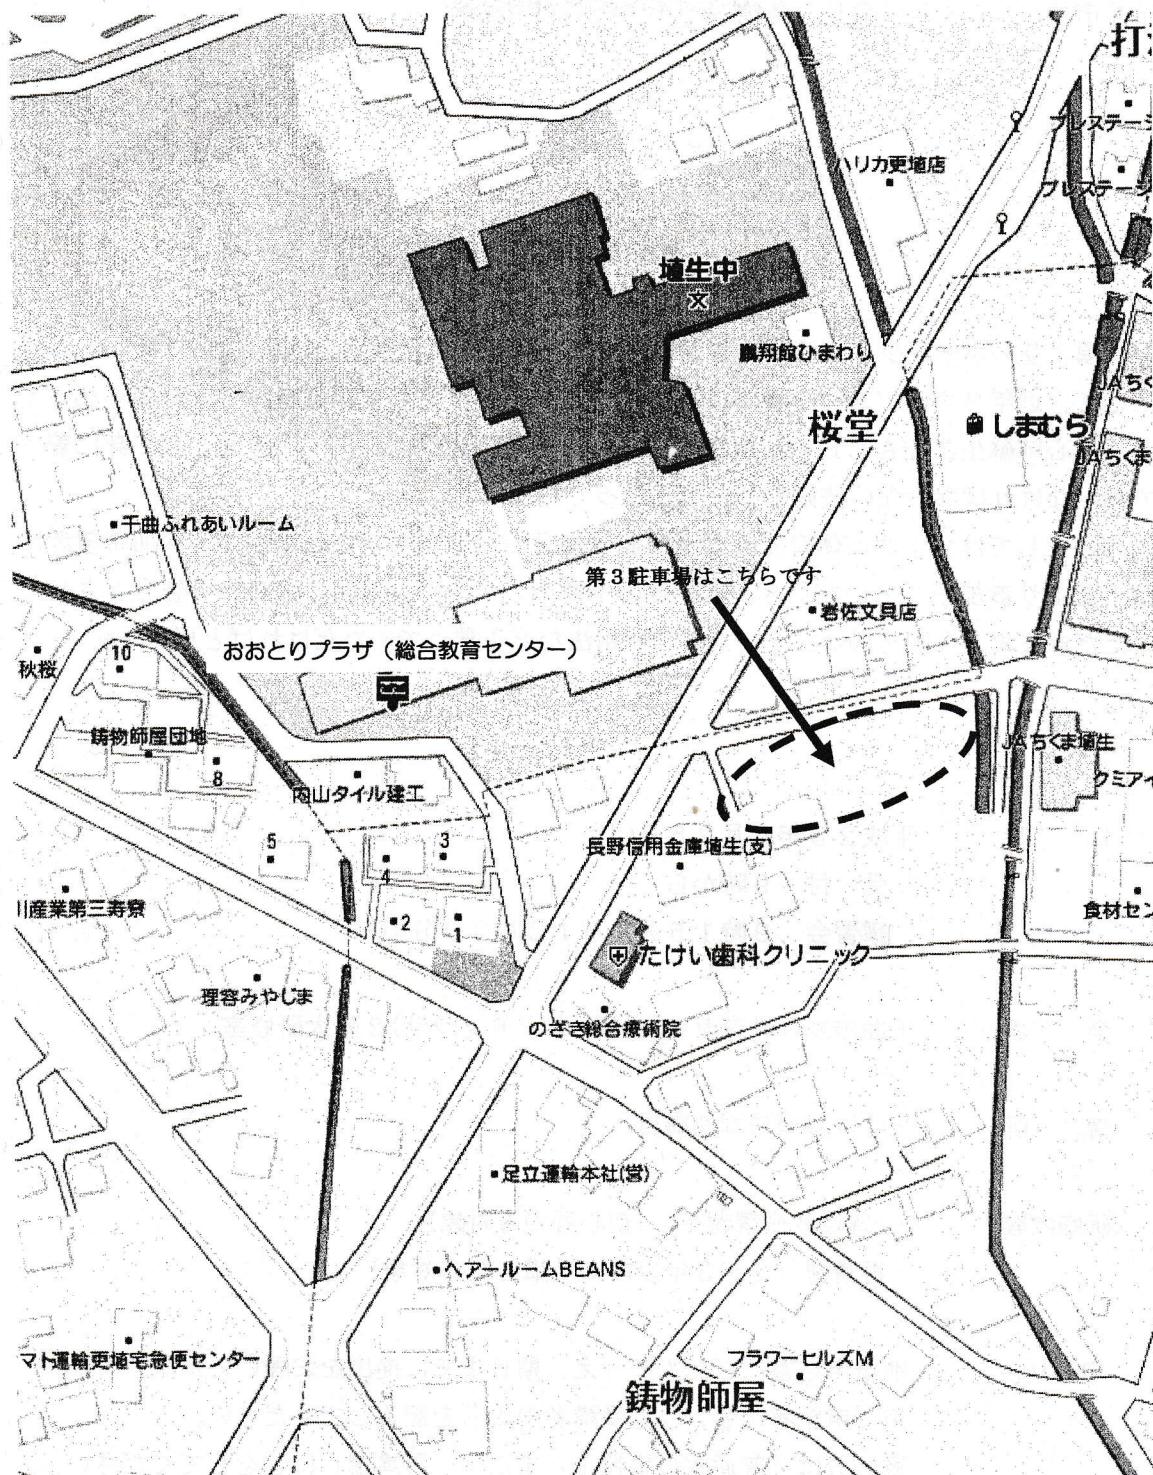 打
プレステー
ハリカ更埴店
プレステー
埴生中
鵬翔館ひまわり
JAちく
桜堂
しまむら
JAちくま
千曲ふれあいルーム
第3駐車場はこちらです
岩佐文具店
おおとりプラザ（総合教育センター）
10
秋桜
鋳物師屋団地
8
JAちくま埴生
クミアイ
内山タイル建工
5
3
4
長野信用金庫埴生(支)
川産業第三寿寮
2
1
食材セン
たけい歯科クリニック
理容みやじま
のざき総合療術院
足立運輸本社(営)
ヘアールームBEANS
マト運輸更埴宅急便センター
フラワーヒルズM
鋳物師屋